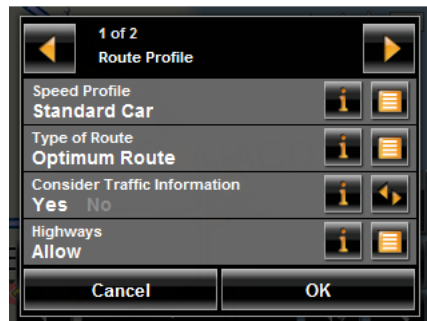 1 of 2
Route Profile
Speed Profile
Standard Car
Type of Route
Optimum Route
Consider Traffic Information
Yes No
Highways
Allow
Cancel OK